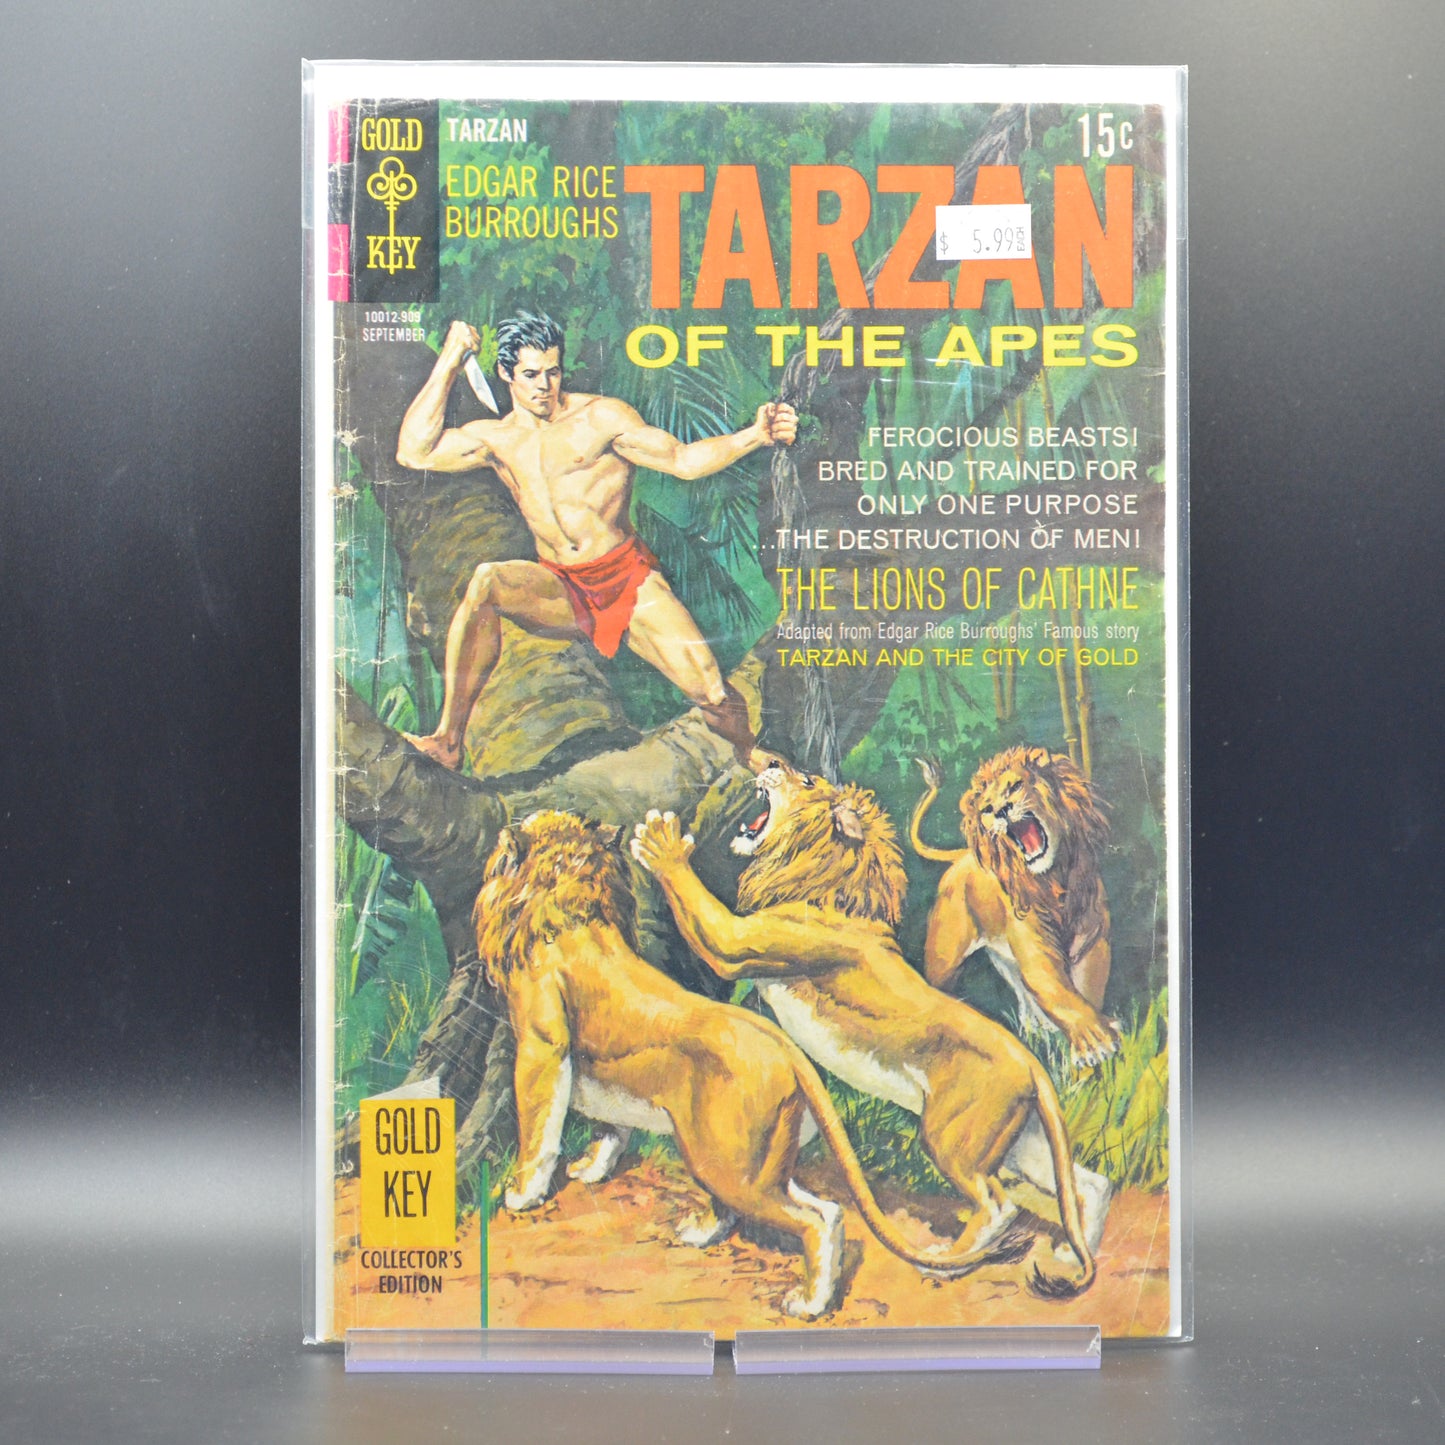 GOLD
KEY
TARZAN
EDGAR RICE
BURROUGHS
15c
TARZAN
$ 5.99 EACH
OF THE APES
10012-909
SEPTEMBER
FEROCIOUS BEASTS!
BRED AND TRAINED FOR
ONLY ONE PURPOSE
...THE DESTRUCTION OF MEN!
THE LIONS OF CATHNE
Adapted from Edgar Rice Burroughs' Famous story
TARZAN AND THE CITY OF GOLD
GOLD
KEY
COLLECTOR'S
EDITION